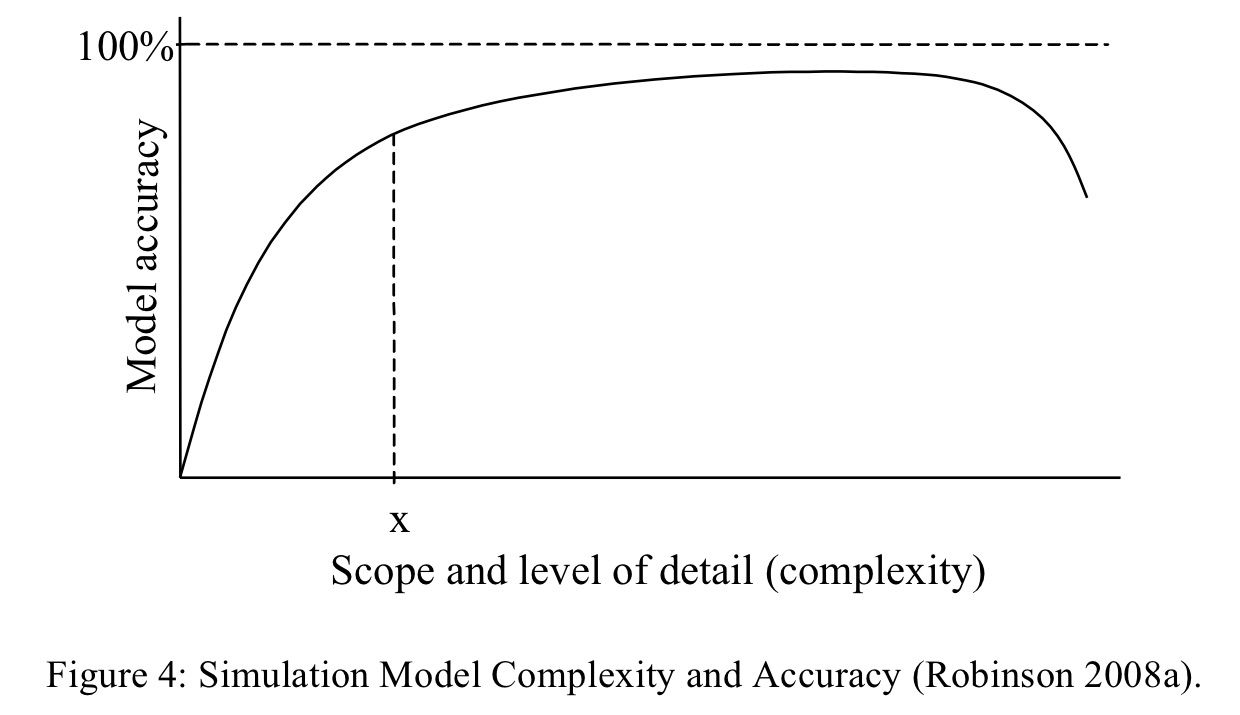 100%
Model accuracy
x
Scope and level of detail (complexity)
Figure 4: Simulation Model Complexity and Accuracy (Robinson 2008a).